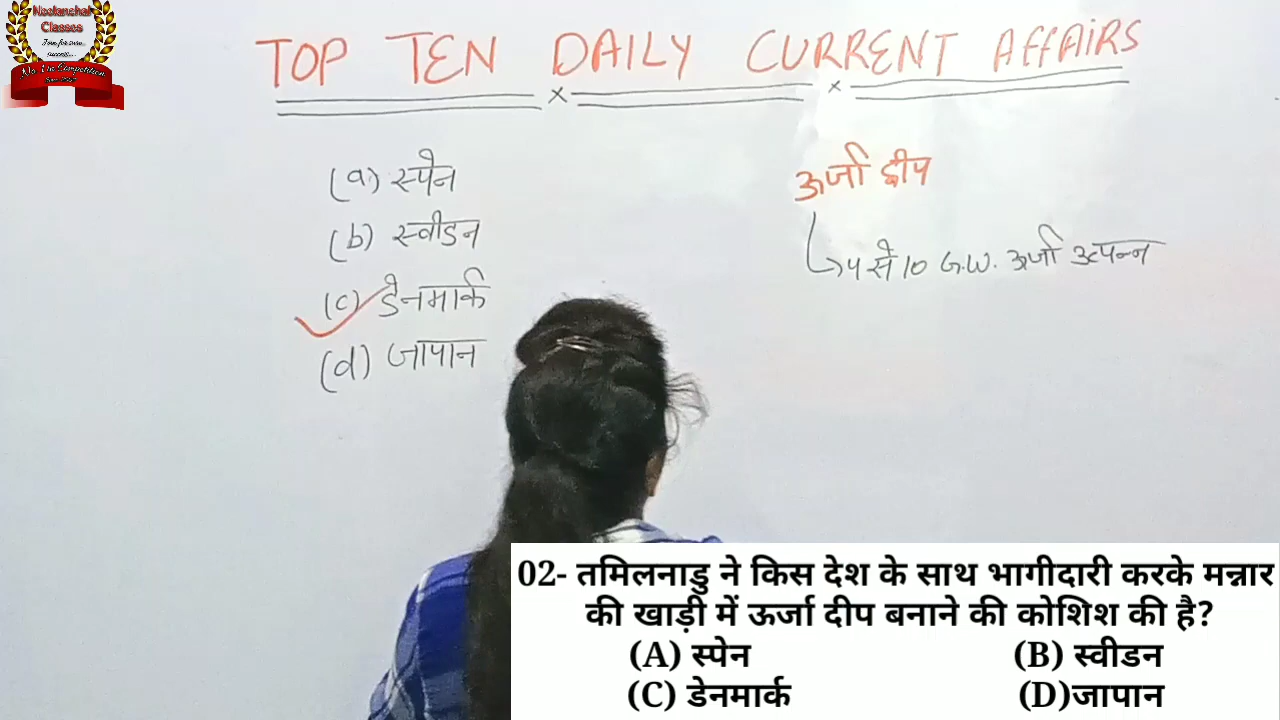 Neelanchal
Classes
TOP TEN DAILY CURRENT AFFAIRS
(a) स्पेन
(b) स्वीडन
(c) डेनमार्क
(d) जापान
ऊर्जा द्वीप
4 से 10 G.W. ऊर्जा उत्पन्न
02- तमिलनाडु ने किस देश के साथ भागीदारी करके मन्नार
की खाड़ी में ऊर्जा दीप बनाने की कोशिश की है?
(A) स्पेन (B) स्वीडन
(C) डेनमार्क (D)जापान